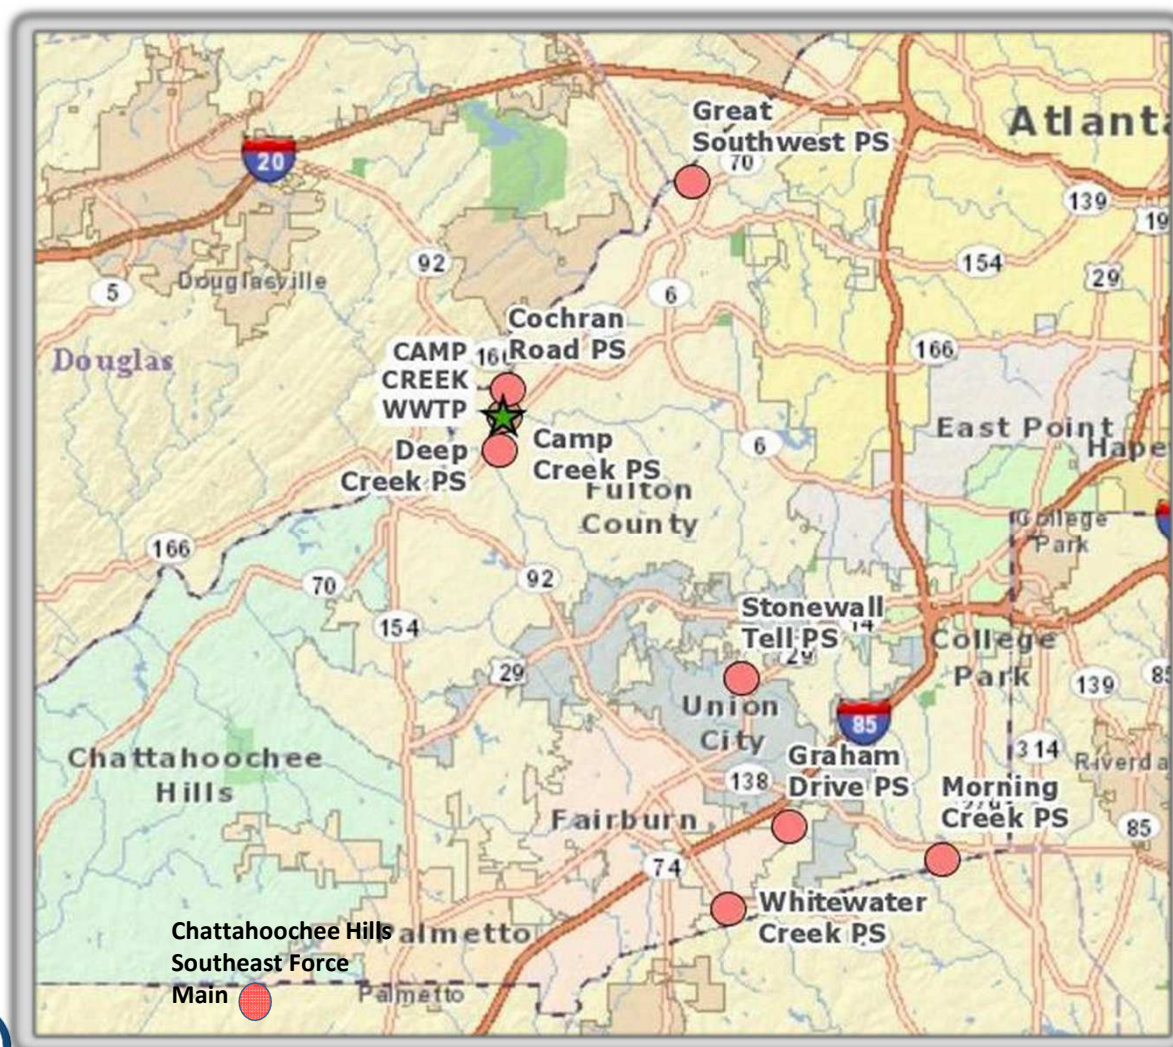 Great
Southwest PS
Atlant
20
70
139
19
92
154
Douglasville
29
5
6
Cochran
Road PS
CAMP
CREEK
WWTP
Douglas
166
East Point
Hape
Deep
Creek PS
Camp
Creek PS
6
Fulton
County
College
Park
166
70
92
154
Stonewall
Tell PS
14
29
College
Park
29
139
85
Union
City
85
314
Chattahoochee
Hills
138
Graham
Drive PS
Riverda
Morning
Creek PS
Fairburn
85
74
Whitewater
Creek PS
Chattahoochee Hills
Southeast Force
Main
almetto
Palmetto